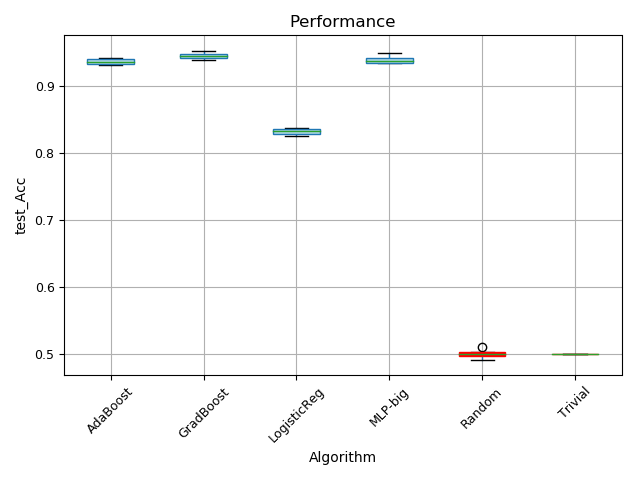 Performance
test_Acc
0.9
0.8
0.7
0.6
0.5
AdaBoost
GradBoost
LogisticReg
MLP-big
Random
Trivial
Algorithm